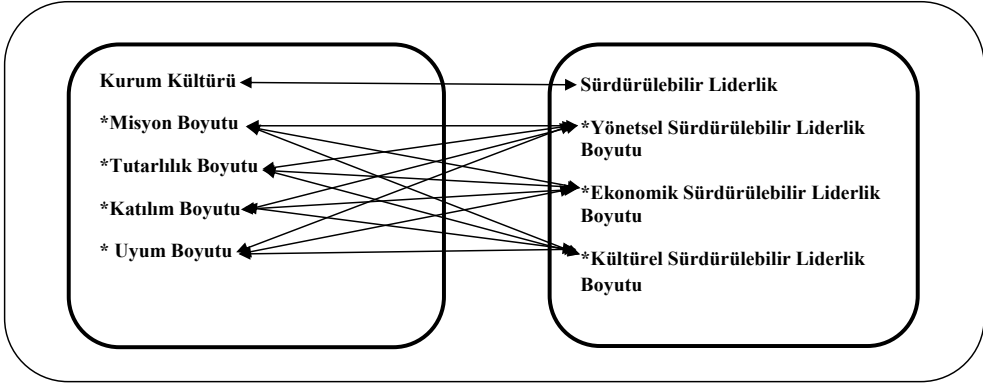 Kurum Kültürü
*Misyon Boyutu
*Tutarlılık Boyutu
*Katılım Boyutu
* Uyum Boyutu
Sürdürülebilir Liderlik
*Yönetsel Sürdürülebilir Liderlik
Boyutu
*Ekonomik Sürdürülebilir Liderlik
Boyutu
*Kültürel Sürdürülebilir Liderlik
Boyutu